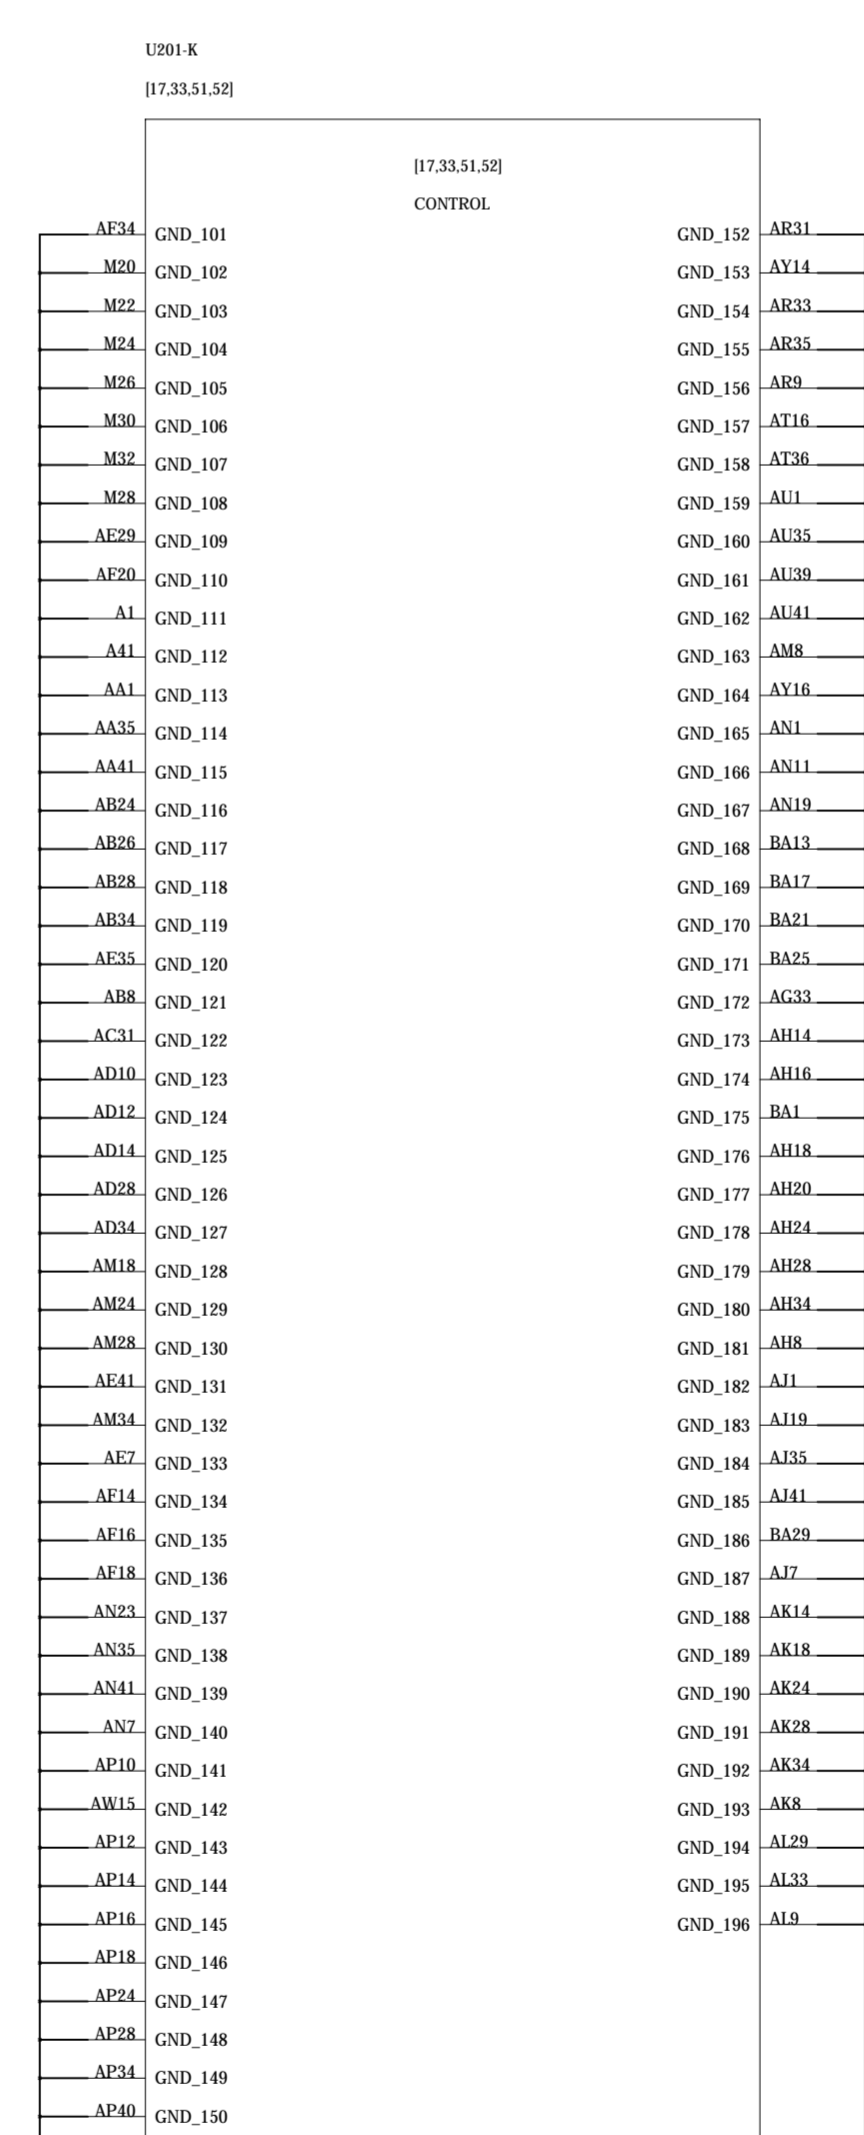 U201-K
[17,33,51,52]
[17,33,51,52]
CONTROL
AF34 GND_101 GND_152 AR31
M20 GND_102 GND_153 AY14
M22 GND_103 GND_154 AR33
M24 GND_104 GND_155 AR35
M26 GND_105 GND_156 AR9
M30 GND_106 GND_157 AT16
M32 GND_107 GND_158 AT36
M28 GND_108 GND_159 AU1
AE29 GND_109 GND_160 AU35
AF20 GND_110 GND_161 AU39
A1 GND_111 GND_162 AU41
A41 GND_112 GND_163 AM8
AA1 GND_113 GND_164 AY16
AA35 GND_114 GND_165 AN1
AA41 GND_115 GND_166 AN11
AB24 GND_116 GND_167 AN19
AB26 GND_117 GND_168 BA13
AB28 GND_118 GND_169 BA17
AB34 GND_119 GND_170 BA21
AE35 GND_120 GND_171 BA25
AB8 GND_121 GND_172 AG33
AC31 GND_122 GND_173 AH14
AD10 GND_123 GND_174 AH16
AD12 GND_124 GND_175 BA1
AD14 GND_125 GND_176 AH18
AD28 GND_126 GND_177 AH20
AD34 GND_127 GND_178 AH24
AM18 GND_128 GND_179 AH28
AM24 GND_129 GND_180 AH34
AM28 GND_130 GND_181 AH8
AE41 GND_131 GND_182 AJ1
AM34 GND_132 GND_183 AJ19
AE7 GND_133 GND_184 AJ35
AF14 GND_134 GND_185 AJ41
AF16 GND_135 GND_186 BA29
AF18 GND_136 GND_187 AJ7
AN23 GND_137 GND_188 AK14
AN35 GND_138 GND_189 AK18
AN41 GND_139 GND_190 AK24
AN7 GND_140 GND_191 AK28
AP10 GND_141 GND_192 AK34
AW15 GND_142 GND_193 AK8
AP12 GND_143 GND_194 AL29
AP14 GND_144 GND_195 AL33
AP16 GND_145 GND_196 AL9
AP18 GND_146
AP24 GND_147
AP28 GND_148
AP34 GND_149
AP40 GND_150